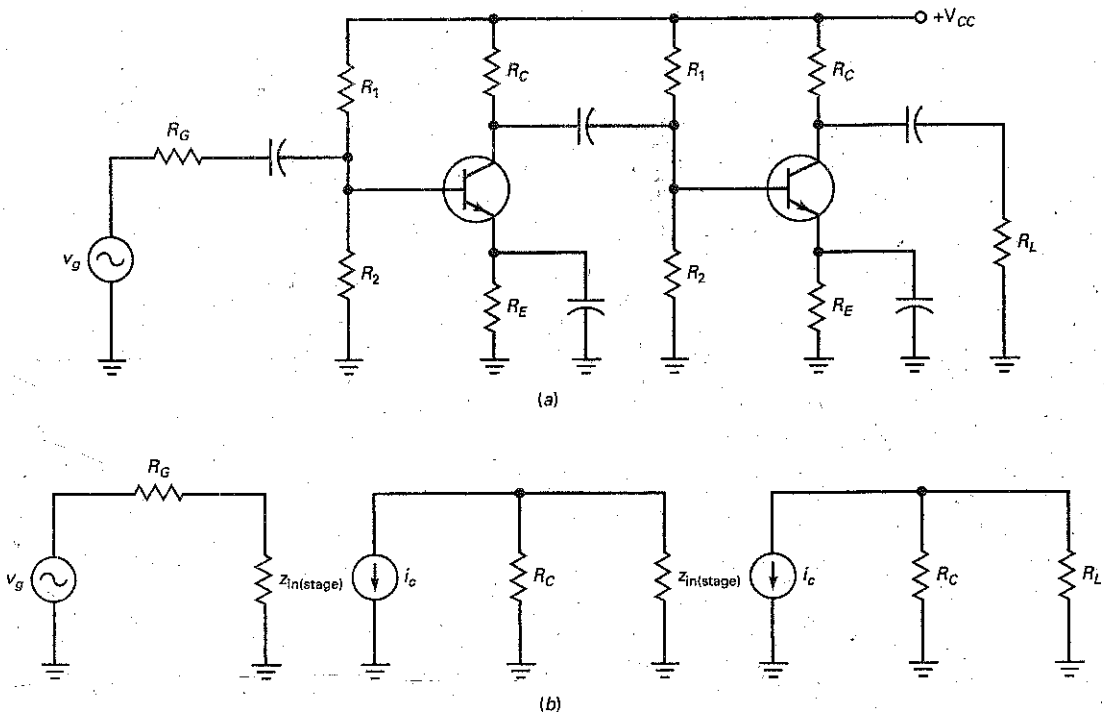 +V_CC
R_1
R_C
R_1
R_C
R_G
v_g
R_2
R_E
R_2
R_E
R_L
(a)
R_G
v_g
z_in(stage)
i_c
R_C
z_in(stage)
i_c
R_C
R_L
(b)